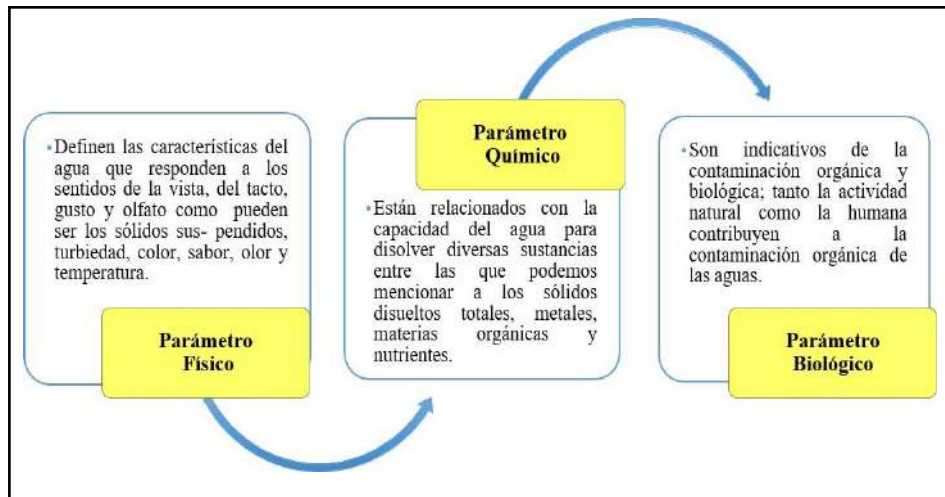 •Definen las características del
agua que responden a los
sentidos de la vista, del tacto,
gusto y olfato como pueden
ser los sólidos sus- pendidos,
turbiedad, color, sabor, olor y
temperatura.
Parámetro
Físico
Parámetro
Químico
•Están relacionados con la
capacidad del agua para
disolver diversas sustancias
entre las que podemos
mencionar a los sólidos
disueltos totales, metales,
materias orgánicas y
nutrientes.
•Son indicativos de la
contaminación orgánica y
biológica; tanto la actividad
natural como la humana
contribuyen a la
contaminación orgánica de
las aguas.
Parámetro
Biológico